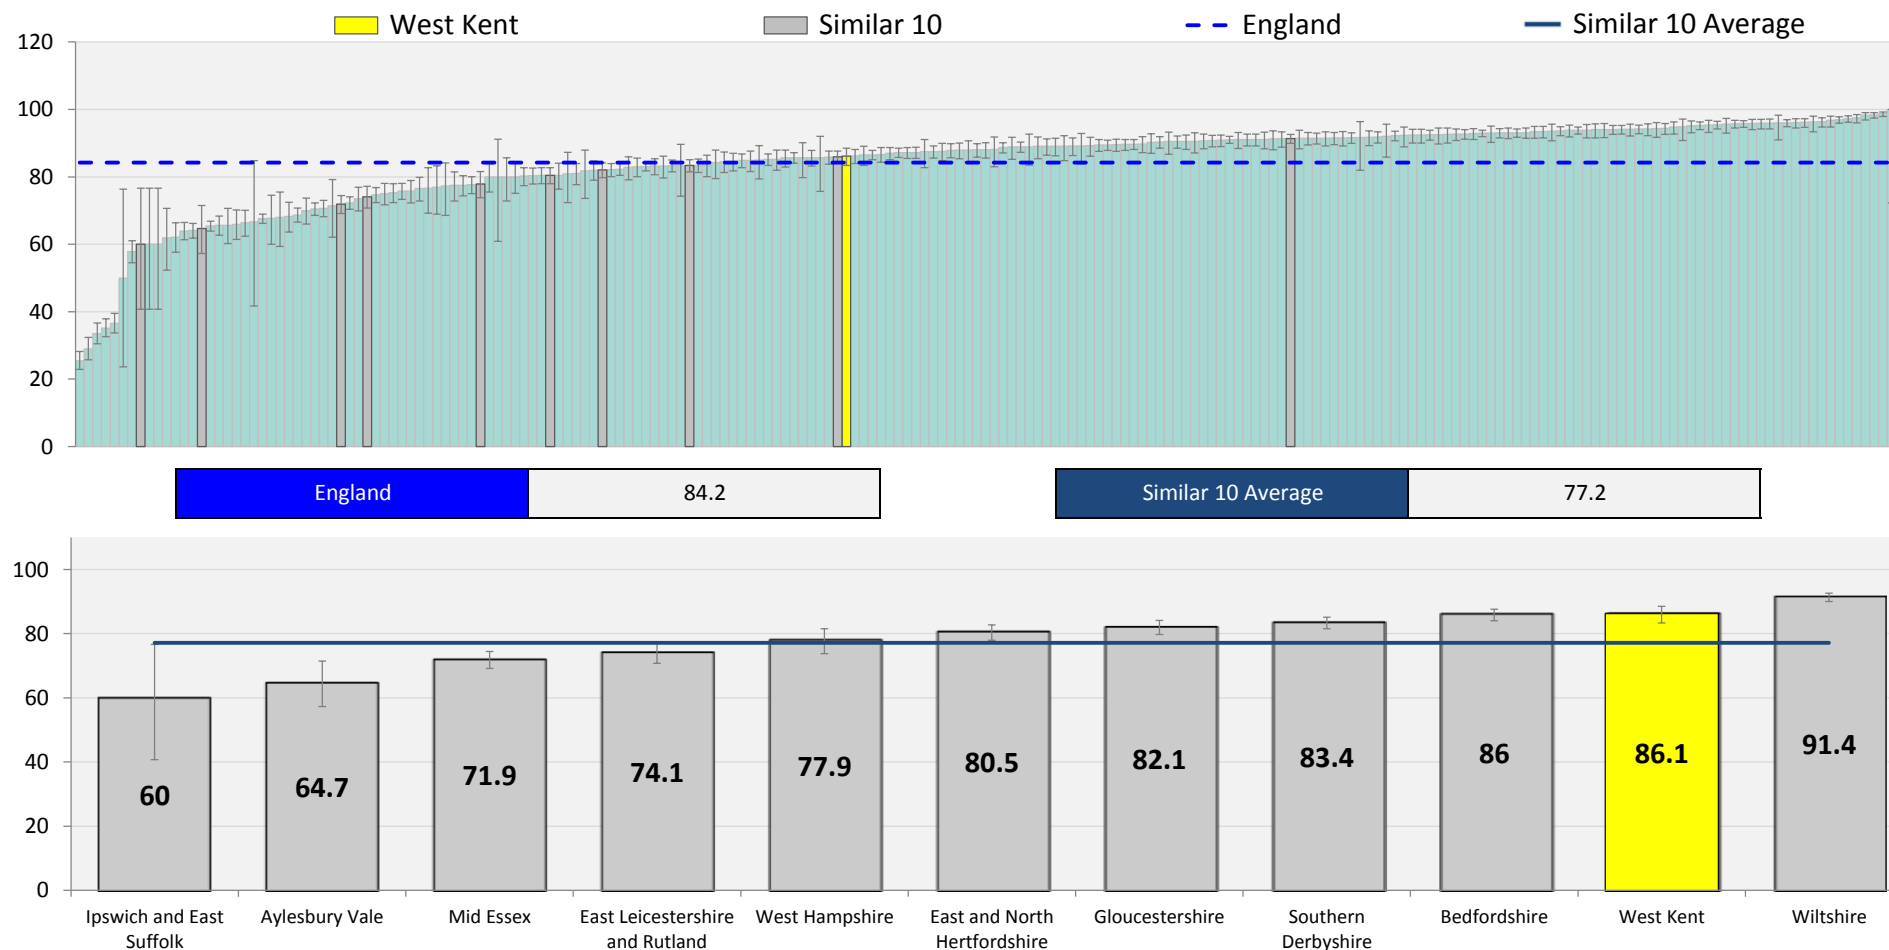 West Kent Similar 10 England Similar 10 Average
120
100
80
60
40
20
0
England 84.2 Similar 10 Average 77.2
100
80
60
40
20
0
60 64.7 71.9 74.1 77.9 80.5 82.1 83.4 86 86.1 91.4
Ipswich and East Suffolk
Aylesbury Vale
Mid Essex
East Leicestershire and Rutland
West Hampshire
East and North Hertfordshire
Gloucestershire
Southern Derbyshire
Bedfordshire
West Kent
Wiltshire